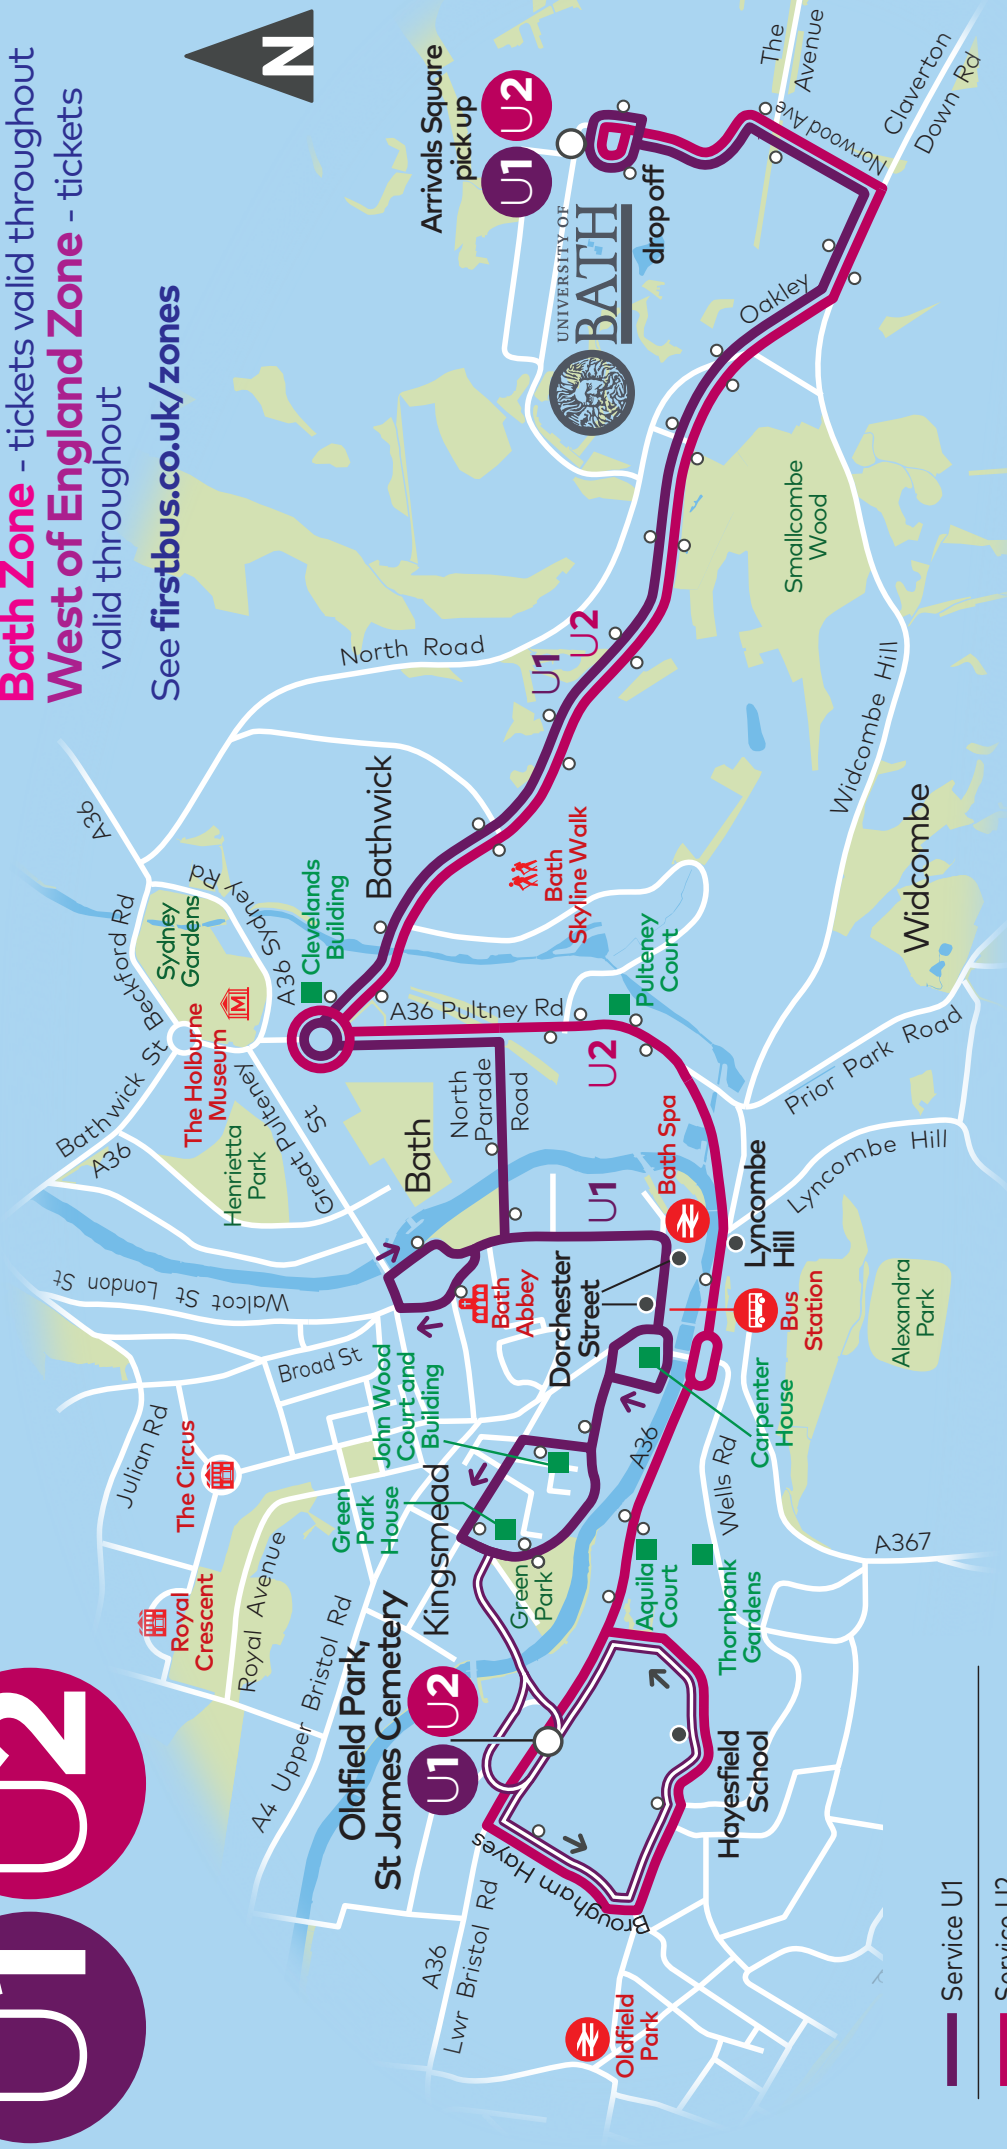 U1 U2
Bath Zone - tickets valid throughout
West of England Zone - tickets
valid throughout
See firstbus.co.uk/zones
N
Arrivals Square
pick up
U1 U2
UNIVERSITY OF
BATH
drop off
The
Avenue
Norwood Ave
Claverton
Down Rd
Oakley
Smallcombe
Wood
North Road
U1
U2
Widcombe Hill
Widcombe
A36
Bathwick
Bath
Skyline Walk
Sydney Rd
Sydney
Gardens
Beckford Rd
A36 Sydney
Clevelands
Building
A36 Pultney Rd
Pulteney
Court
The Holburne
Museum
Bathwick St
A36
Henrietta
Park
Great Pulteney
St
Bath
North
Parade
Road
U2
U1
Bath Spa
Prior Park Road
Lyncombe Hill
Lyncombe
Hill
Walcot St London St
Broad St
Bath
Abbey
Dorchester
Street
Bus
Station
Alexandra
Park
John Wood
Court and
Building
Carpenter
House
Julian Rd
The Circus
Green
Park
House
Kingsmead
A36
Wells Rd
A367
Royal
Crescent
Royal Avenue
Green
Park
Aquila
Court
Thornbank
Gardens
A4 Upper Bristol Rd
Oldfield Park,
St James Cemetery
U1 U2
Hayesfield
School
Brougham Hayes
A36
Lwr Bristol Rd
Oldfield
Park
Service U1
Service U2